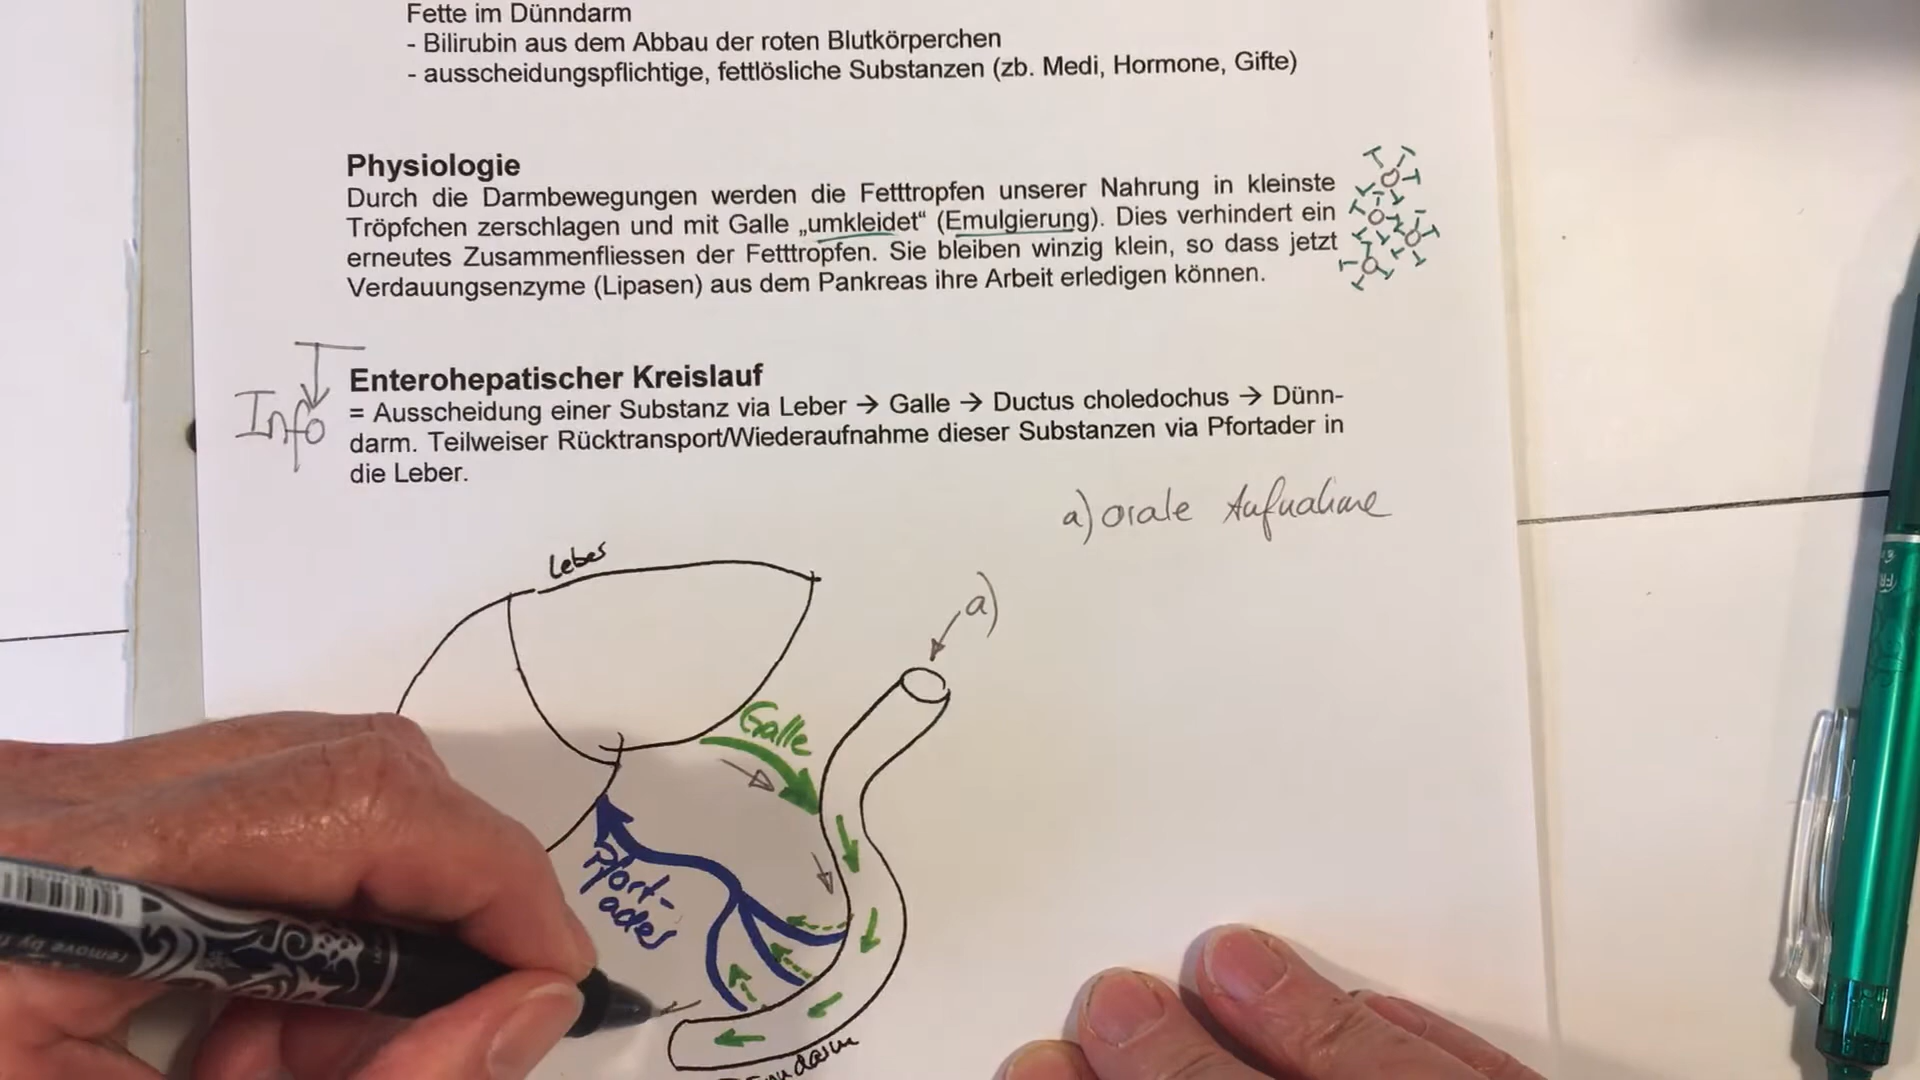 Fette im Dünndarm
- Bilirubin aus dem Abbau der roten Blutkörperchen
- ausscheidungspflichtige, fettlösliche Substanzen (zb. Medi, Hormone, Gifte)
Physiologie
Durch die Darmbewegungen werden die Fetttropfen unserer Nahrung in kleinste
Tröpfchen zerschlagen und mit Galle „umkleidet“ (Emulgierung). Dies verhindert ein
erneutes Zusammenfliessen der Fetttropfen. Sie bleiben winzig klein, so dass jetzt
Verdauungsenzyme (Lipasen) aus dem Pankreas ihre Arbeit erledigen können.
Info
Enterohepatischer Kreislauf
= Ausscheidung einer Substanz via Leber → Galle → Ductus choledochus → Dünn-
darm. Teilweiser Rücktransport/Wiederaufnahme dieser Substanzen via Pfortader in
die Leber.
a) orale Aufnahme
Leber
a)
Galle
Pfort-
ader
remove by